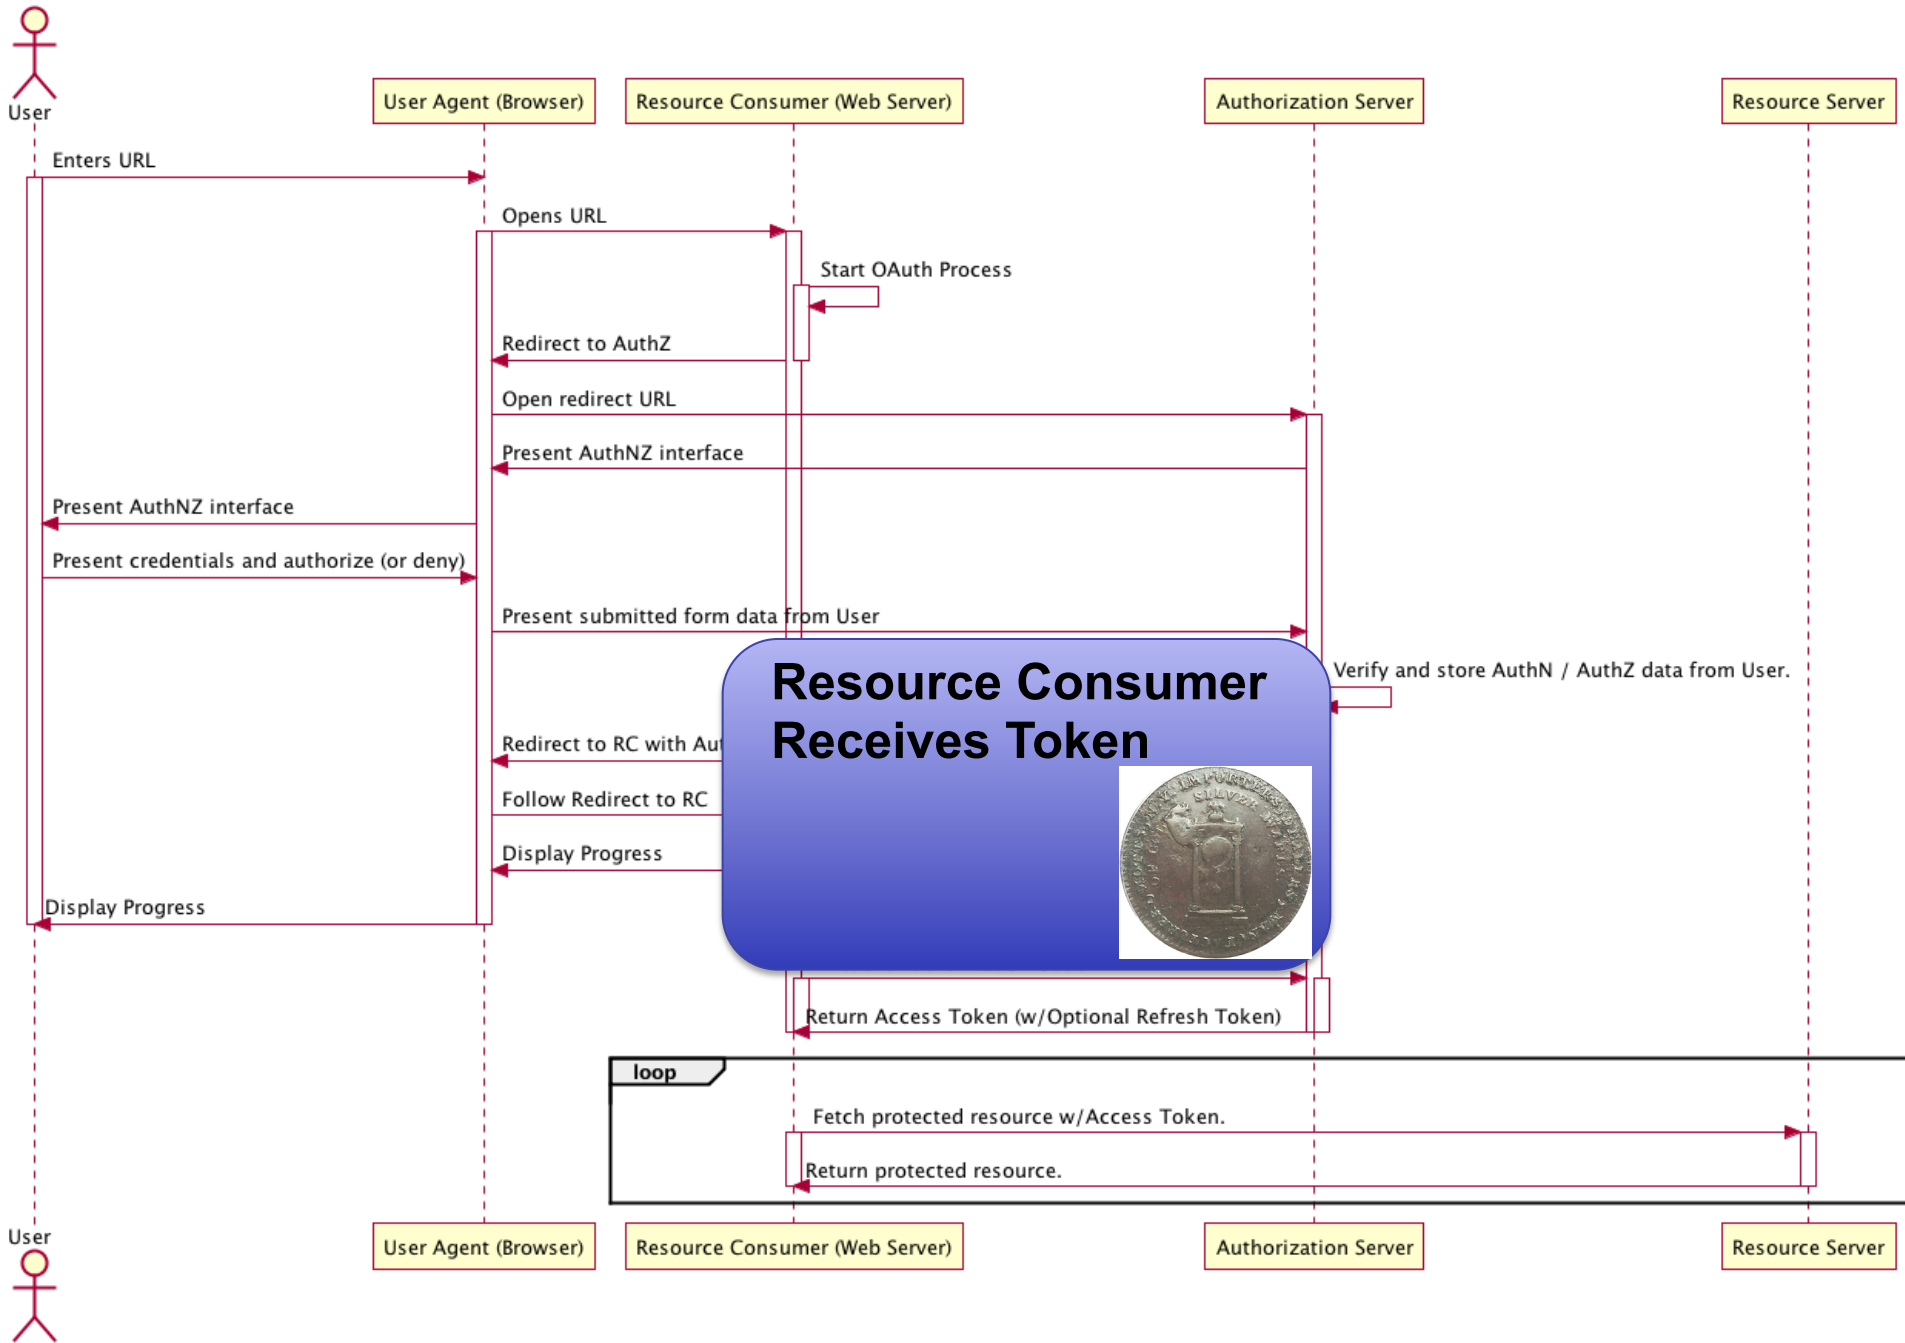 User
User Agent (Browser)
Resource Consumer (Web Server)
Authorization Server
Resource Server
Enters URL
Opens URL
Start OAuth Process
Redirect to AuthZ
Open redirect URL
Present AuthNZ interface
Present AuthNZ interface
Present credentials and authorize (or deny)
Present submitted form data from User
Resource Consumer
Receives Token
Verify and store AuthN / AuthZ data from User.
Redirect to RC with Aut
Follow Redirect to RC
SILVER
Display Progress
Display Progress
Return Access Token (w/Optional Refresh Token)
loop
Fetch protected resource w/Access Token.
Return protected resource.
User
User Agent (Browser)
Resource Consumer (Web Server)
Authorization Server
Resource Server